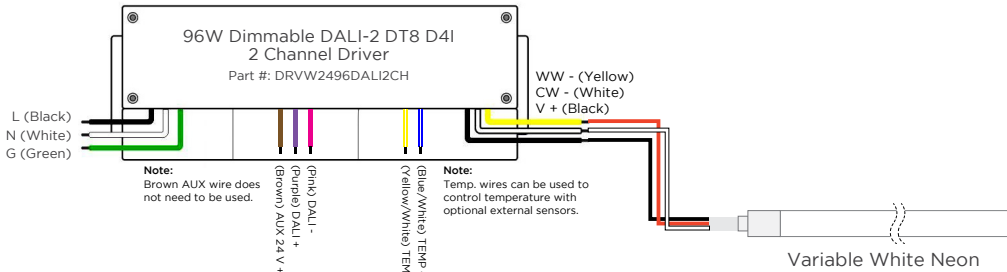 96W Dimmable DALI-2 DT8 D4I
2 Channel Driver
Part #: DRVW2496DALI2CH
L (Black)
N (White)
G (Green)
WW - (Yellow)
CW - (White)
V + (Black)
Note:
Brown AUX wire does
not need to be used.
(Brown) AUX 24 V +
(Purple) DALI +
(Pink) DALI -
(Yellow/White) TEM
(Blue/White) TEMP
Note:
Temp. wires can be used to
control temperature with
optional external sensors.
Variable White Neon